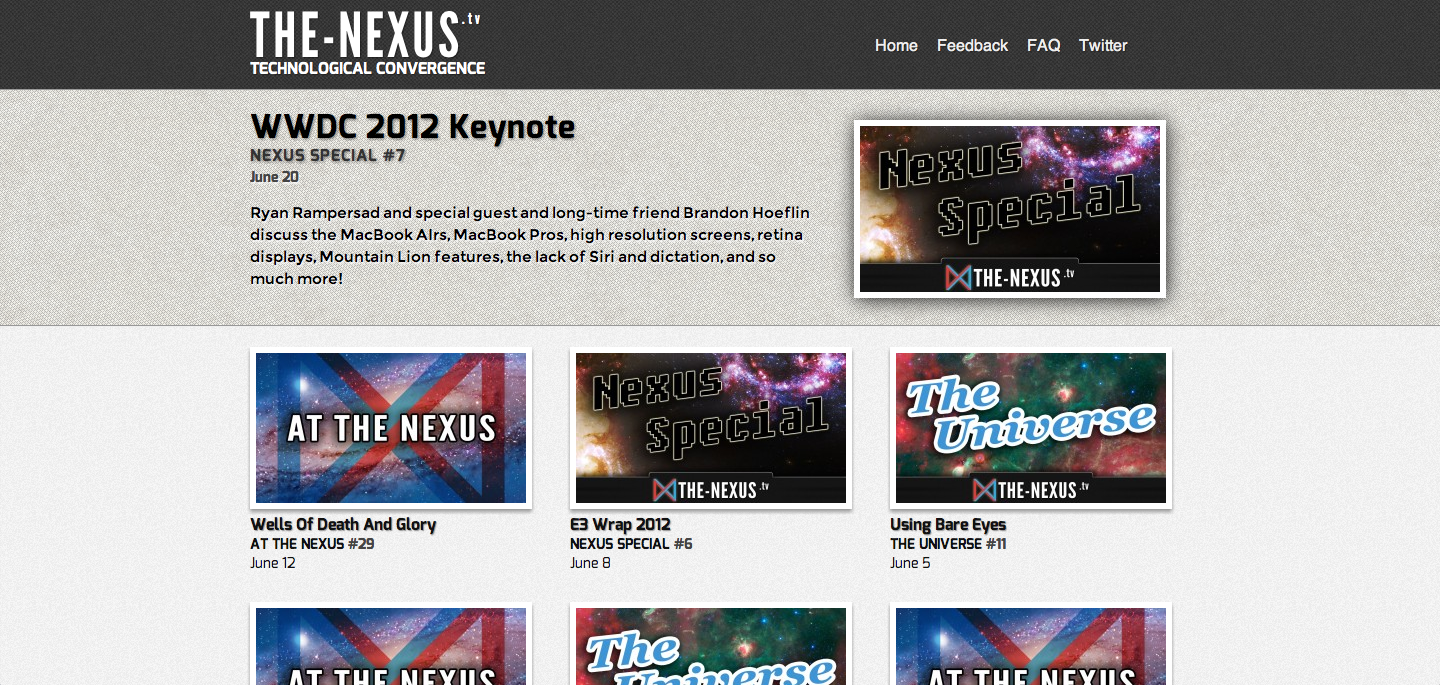 THE-NEXUS.tv
TECHNOLOGICAL CONVERGENCE
Home Feedback FAQ Twitter
WWDC 2012 Keynote
NEXUS SPECIAL #7
June 20
Ryan Rampersad and special guest and long-time friend Brandon Hoeflin
discuss the MacBook AIrs, MacBook Pros, high resolution screens, retina
displays, Mountain Lion features, the lack of Siri and dictation, and so
much more!
Nexus
Special
THE-NEXUS.tv
AT THE NEXUS
Wells Of Death And Glory
AT THE NEXUS #29
June 12
Nexus
Special
THE-NEXUS.tv
E3 Wrap 2012
NEXUS SPECIAL #6
June 8
The
Universe
THE-NEXUS.tv
Using Bare Eyes
THE UNIVERSE #11
June 5
AT THE NEXUS
The
Universe
AT THE NEXUS